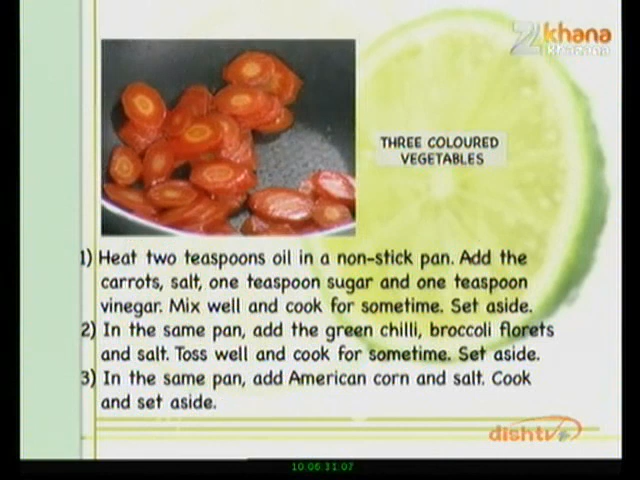 Z khana
khazana
THREE COLOURED
VEGETABLES
1) Heat two teaspoons oil in a non-stick pan. Add the
carrots, salt, one teaspoon sugar and one teaspoon
vinegar. Mix well and cook for sometime. Set aside.
2) In the same pan, add the green chilli, broccoli florets
and salt. Toss well and cook for sometime. Set aside.
3) In the same pan, add American corn and salt. Cook
and set aside.
dishtv
10:06:31:07